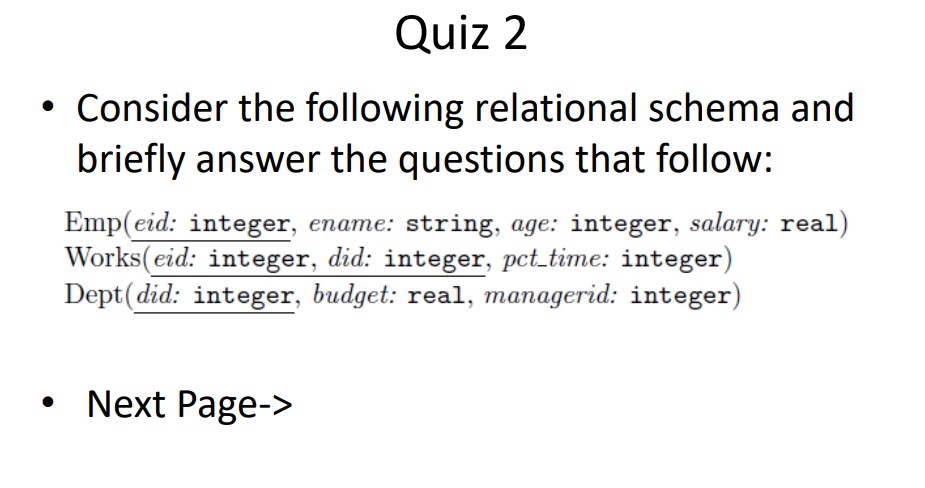 Quiz 2
• Consider the following relational schema and
briefly answer the questions that follow:
Emp(eid: integer, ename: string, age: integer, salary: real)
Works(eid: integer, did: integer, pct_time: integer)
Dept(did: integer, budget: real, managerid: integer)
• Next Page->